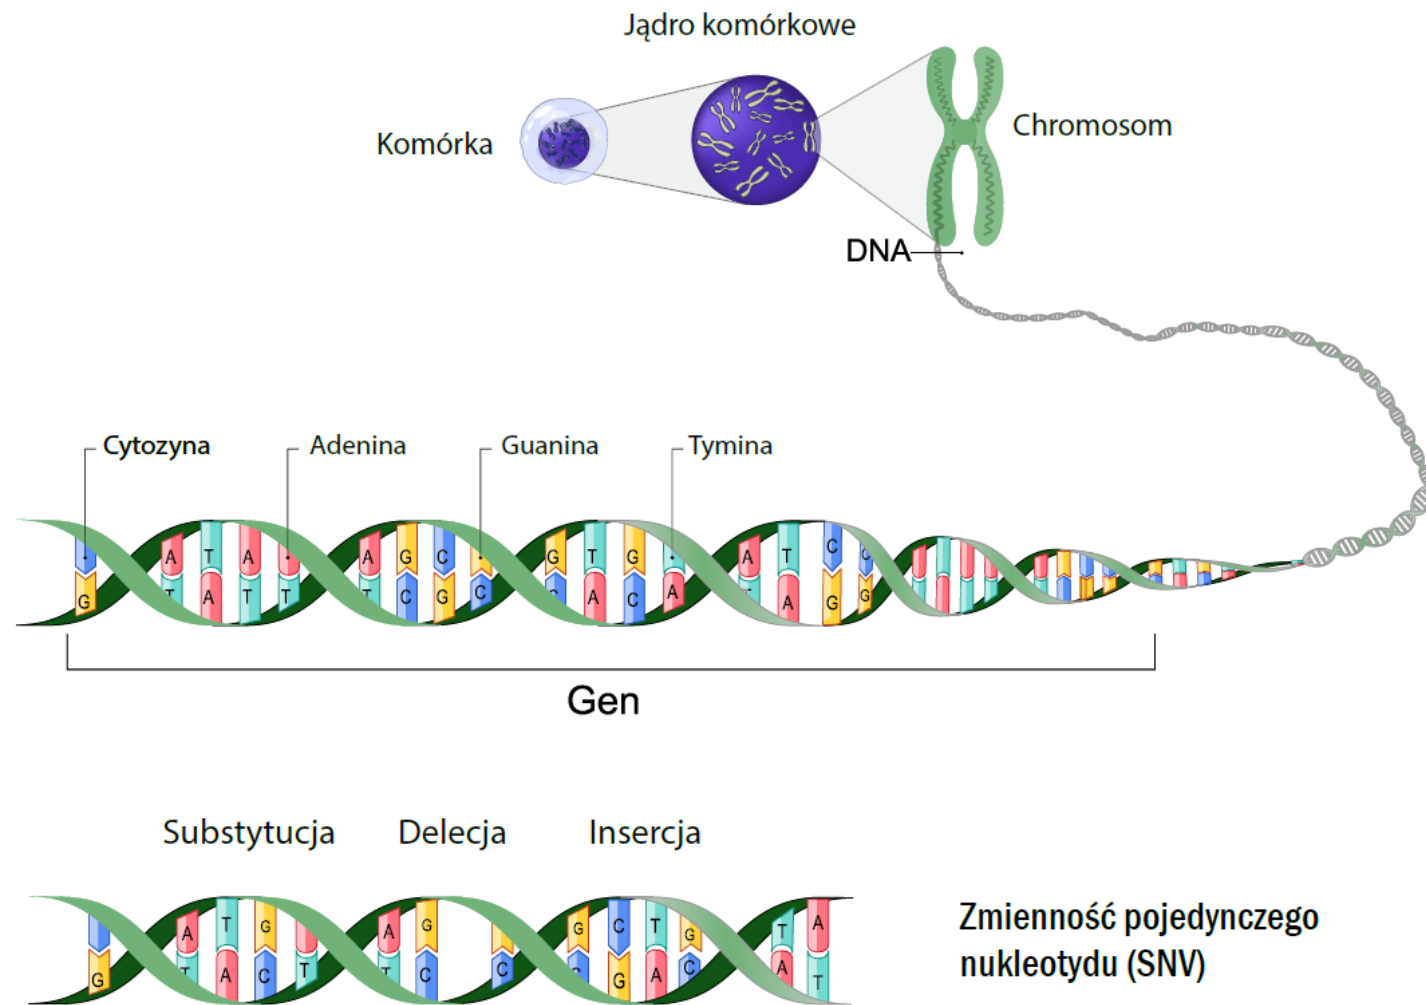 Jądro komórkowe
Komórka
Chromosom
DNA
Cytozyna Adenina Guanina Tymina
A T A A G C G T G A T C C
G T A T T T C G C C A C A T A G G
Gen
Substytucja Delecja Insercja
A T G A G G C T G T A
G T A C T T C C C G A C A T
Zmienność pojedynczego
nukleotydu (SNV)